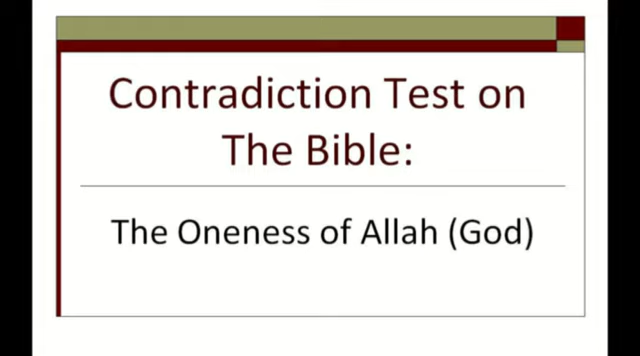 Contradiction Test on
The Bible:
The Oneness of Allah (God)